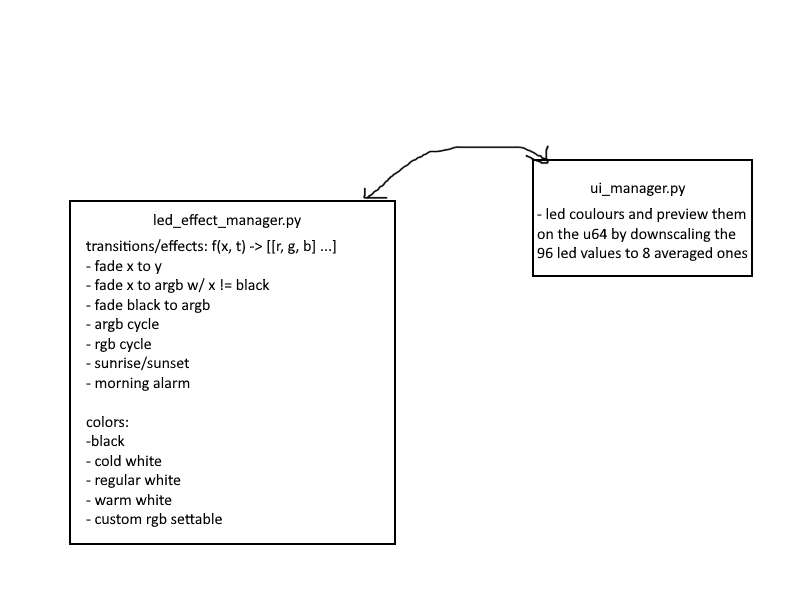 led_effect_manager.py
transitions/effects: f(x, t) -> [[r, g, b] ...]
- fade x to y
- fade x to argb w/ x != black
- fade black to argb
- argb cycle
- rgb cycle
- sunrise/sunset
- morning alarm
colors:
-black
- cold white
- regular white
- warm white
- custom rgb settable
ui_manager.py
- led coulours and preview them
on the u64 by downscaling the
96 led values to 8 averaged ones